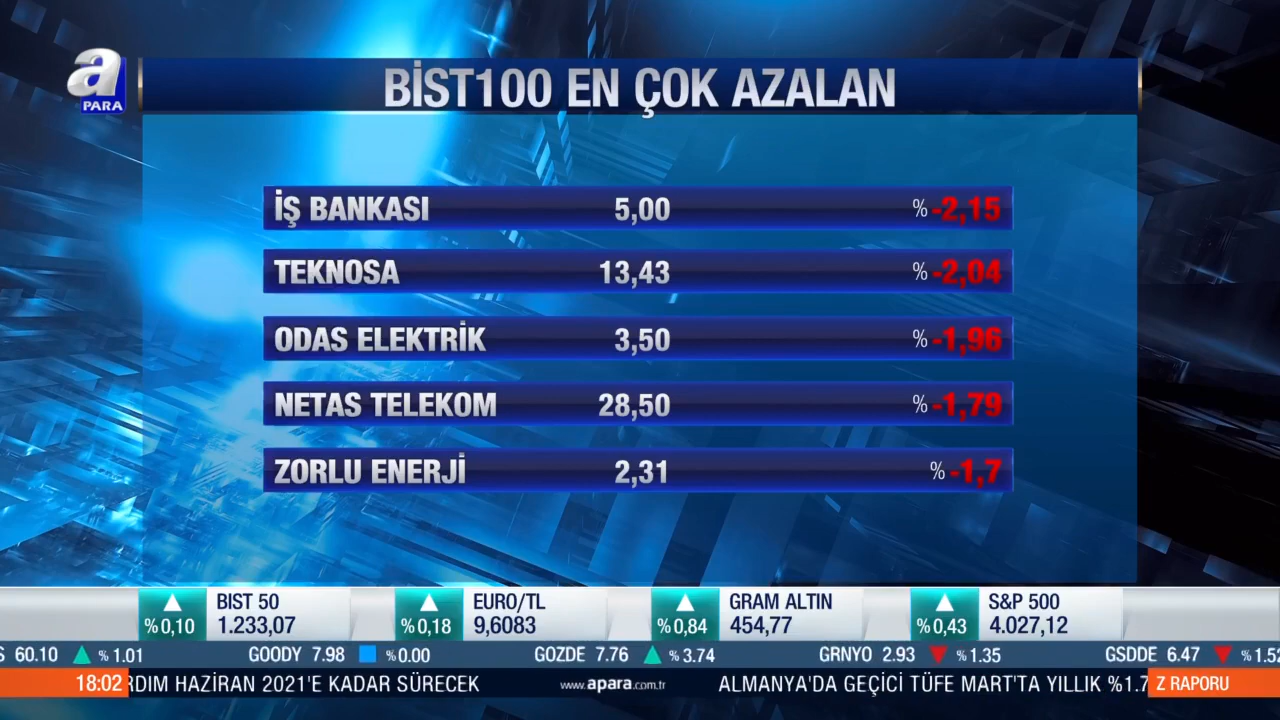 a
PARA
BİST100 EN ÇOK AZALAN
İŞ BANKASI 5,00 % -2,15
TEKNOSA 13,43 % -2,04
ODAS ELEKTRİK 3,50 % -1,96
NETAS TELEKOM 28,50 % -1,79
ZORLU ENERJİ 2,31 % -1,7
BIST 50 EURO/TL GRAM ALTIN S&P 500
%0,10 1.233,07 %0,18 9,6083 %0,84 454,77 %0,43 4.027,12
S 60.10 % 1.01 GOODY 7.98 %0.00 GOZDE 7.76 % 3.74 GRNYO 2.93 %1.35 GSDDE 6.47 %1.52
18:02 RDIM HAZİRAN 2021'E KADAR SÜRECEK www.apara.com.tr ALMANYA'DA GEÇİCİ TÜFE MART'TA YILLIK %1.7 Z RAPORU